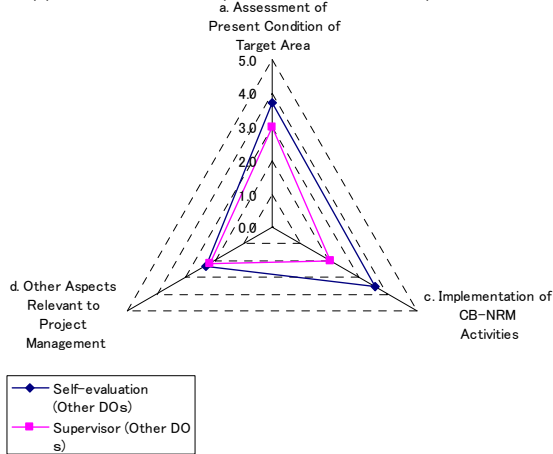 a. Assessment of
Present Condition of
Target Area
5.0
4.0
3.0
2.0
1.0
0.0
d. Other Aspects
Relevant to
Project
Management
c. Implementation of
CB-NRM
Activities
Self-evaluation
(Other DOs)
Supervisor (Other DO
s)